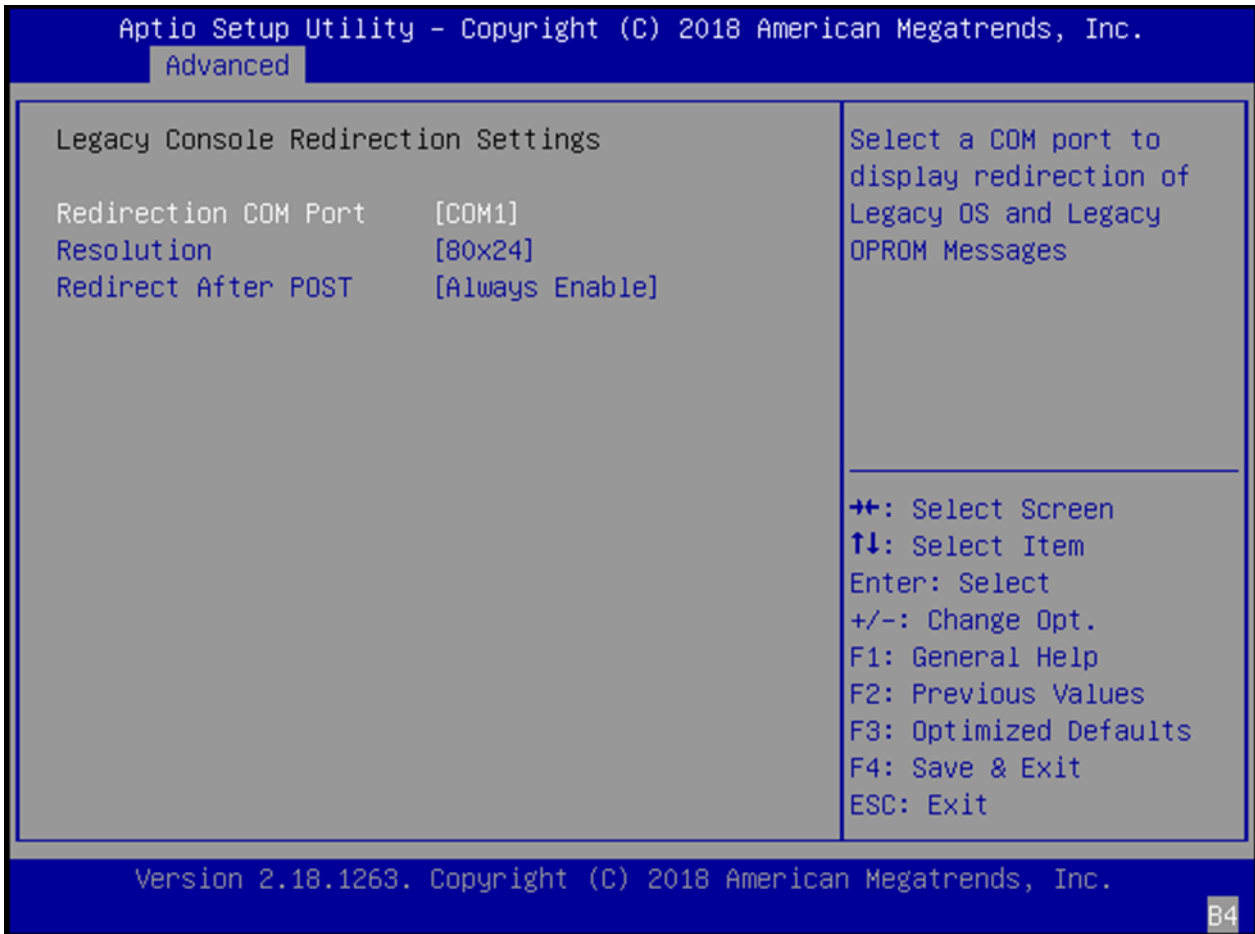 Aptio Setup Utility – Copyright (C) 2018 American Megatrends, Inc.
Advanced
Legacy Console Redirection Settings
Redirection COM Port [COM1]
Resolution [80x24]
Redirect After POST [Always Enable]
Select a COM port to
display redirection of
Legacy OS and Legacy
OPROM Messages
→←: Select Screen
↑↓: Select Item
Enter: Select
+/-: Change Opt.
F1: General Help
F2: Previous Values
F3: Optimized Defaults
F4: Save & Exit
ESC: Exit
Version 2.18.1263. Copyright (C) 2018 American Megatrends, Inc.
B4